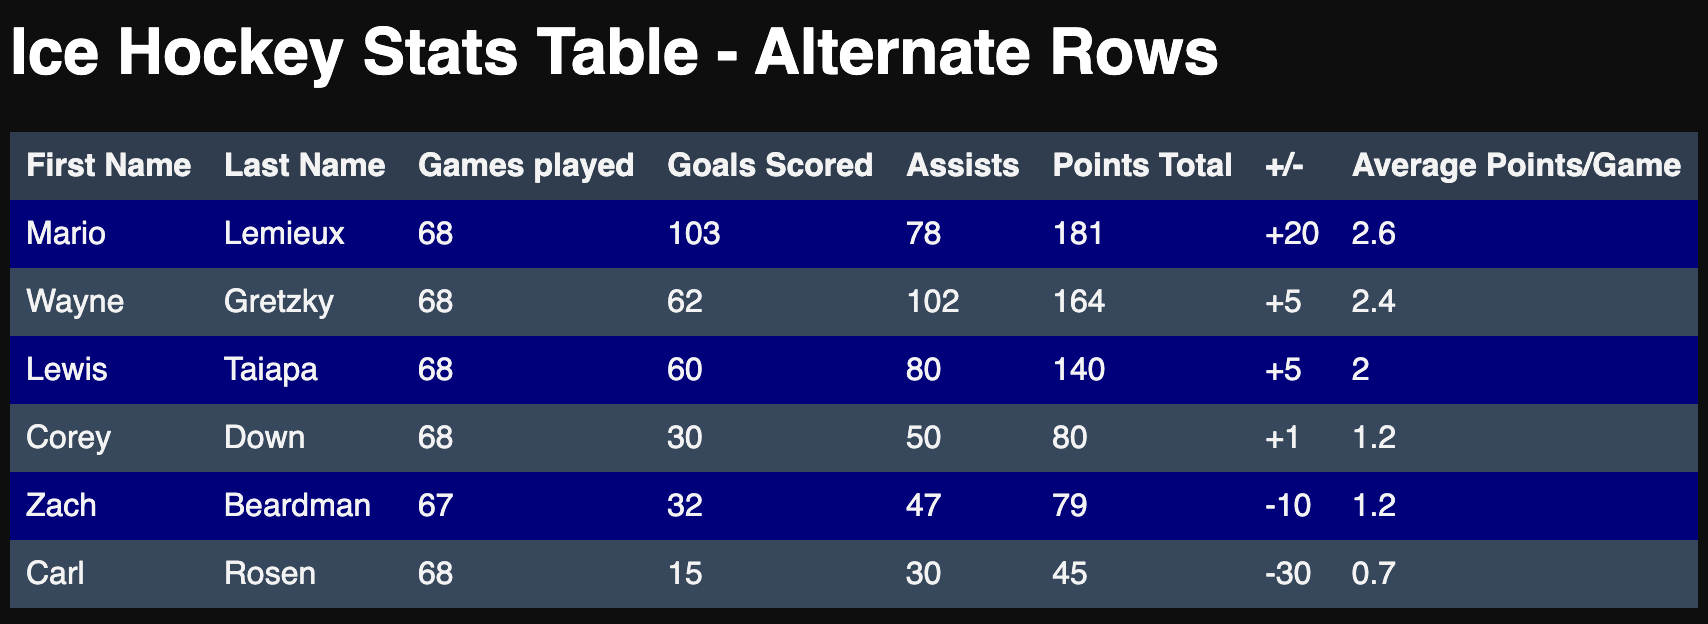 Ice Hockey Stats Table - Alternate Rows
First Name Last Name Games played Goals Scored Assists Points Total +/- Average Points/Game
Mario Lemieux 68 103 78 181 +20 2.6
Wayne Gretzky 68 62 102 164 +5 2.4
Lewis Taiapa 68 60 80 140 +5 2
Corey Down 68 30 50 80 +1 1.2
Zach Beardman 67 32 47 79 -10 1.2
Carl Rosen 68 15 30 45 -30 0.7